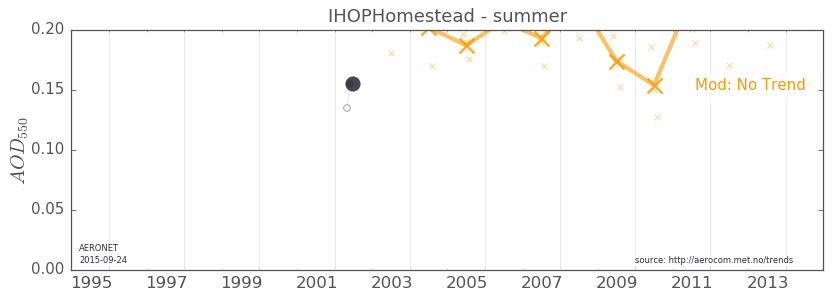 IHOPHomestead - summer
0.20
0.15
0.10
0.05
0.00
AOD550
Mod: No Trend
AERONET
2015-09-24
source: http://aerocom.met.no/trends
1995 1997 1999 2001 2003 2005 2007 2009 2011 2013